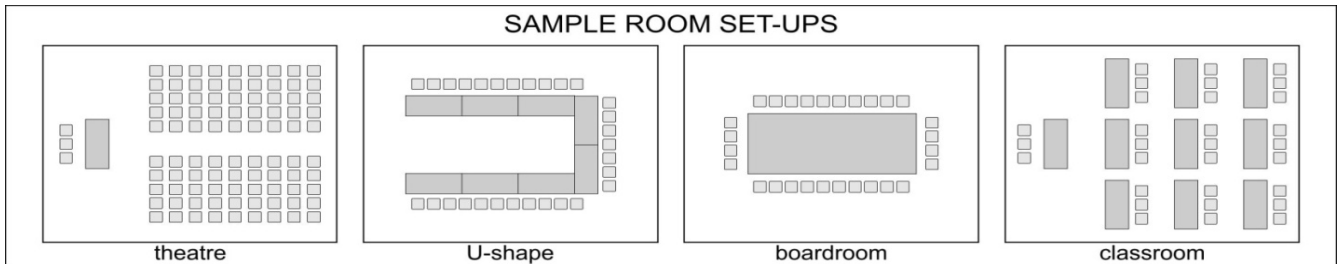 SAMPLE ROOM SET-UPS
theatre
U-shape
boardroom
classroom